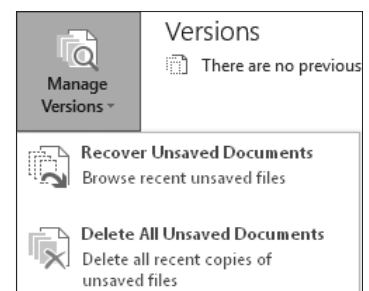 Versions
There are no previous
Manage
Versions
Recover Unsaved Documents
Browse recent unsaved files
Delete All Unsaved Documents
Delete all recent copies of
unsaved files